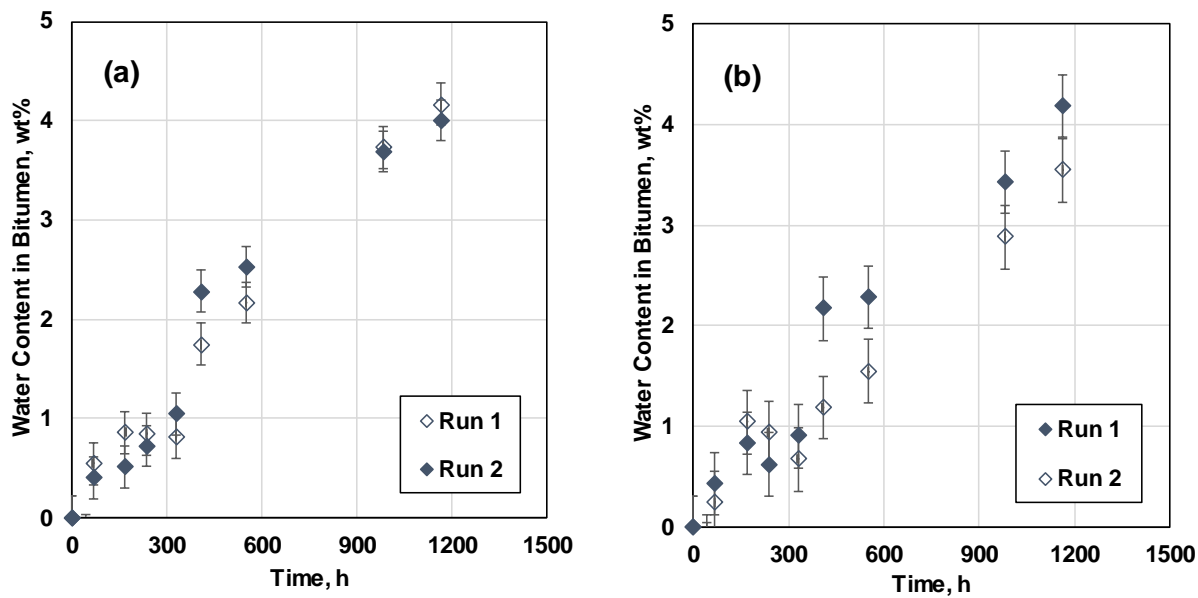 (a)
Water Content in Bitumen, wt%
5
4
3
2
1
0
0 300 600 900 1200 1500
Time, h
Run 1
Run 2
(b)
Water Content in Bitumen, wt%
5
4
3
2
1
0
0 300 600 900 1200 1500
Time, h
Run 1
Run 2